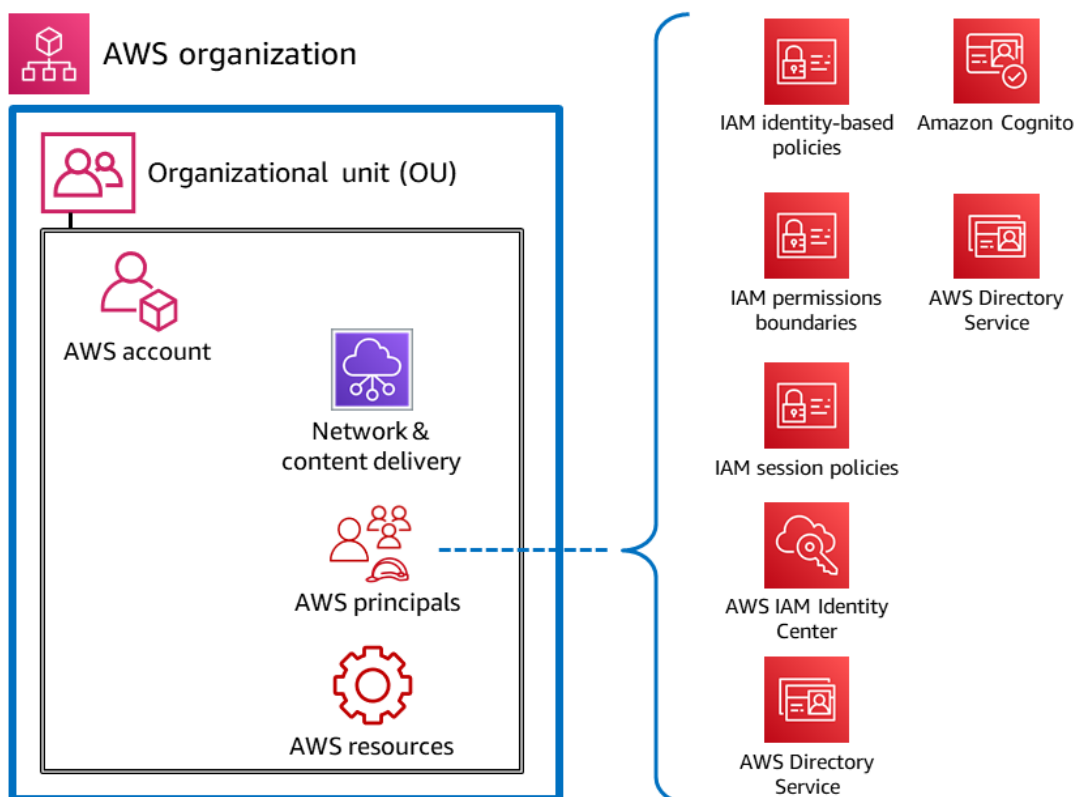 AWS organization
Organizational unit (OU)
AWS account
Network &
content delivery
AWS principals
AWS resources
IAM identity-based
policies
Amazon Cognito
IAM permissions
boundaries
AWS Directory
Service
IAM session policies
AWS IAM Identity
Center
AWS Directory
Service